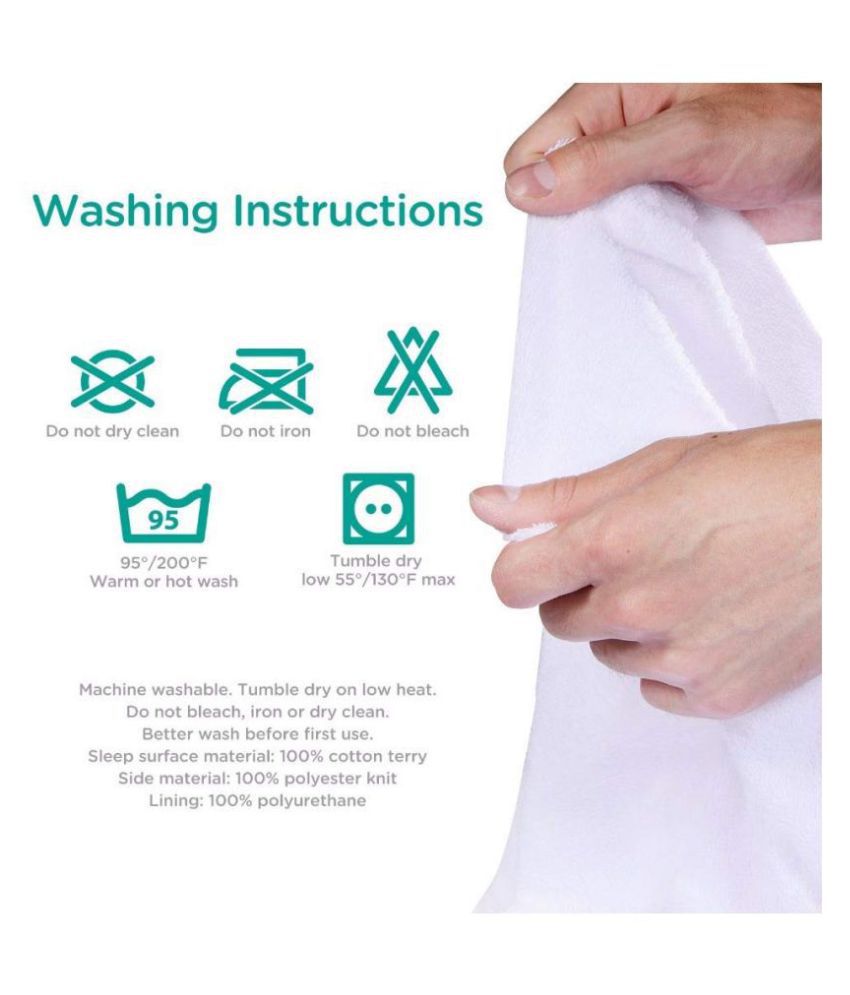 Washing Instructions
Do not dry clean
Do not iron
Do not bleach
95
95°/200°F
Warm or hot wash
Tumble dry
low 55°/130°F max
Machine washable. Tumble dry on low heat.
Do not bleach, iron or dry clean.
Better wash before first use.
Sleep surface material: 100% cotton terry
Side material: 100% polyester knit
Lining: 100% polyurethane